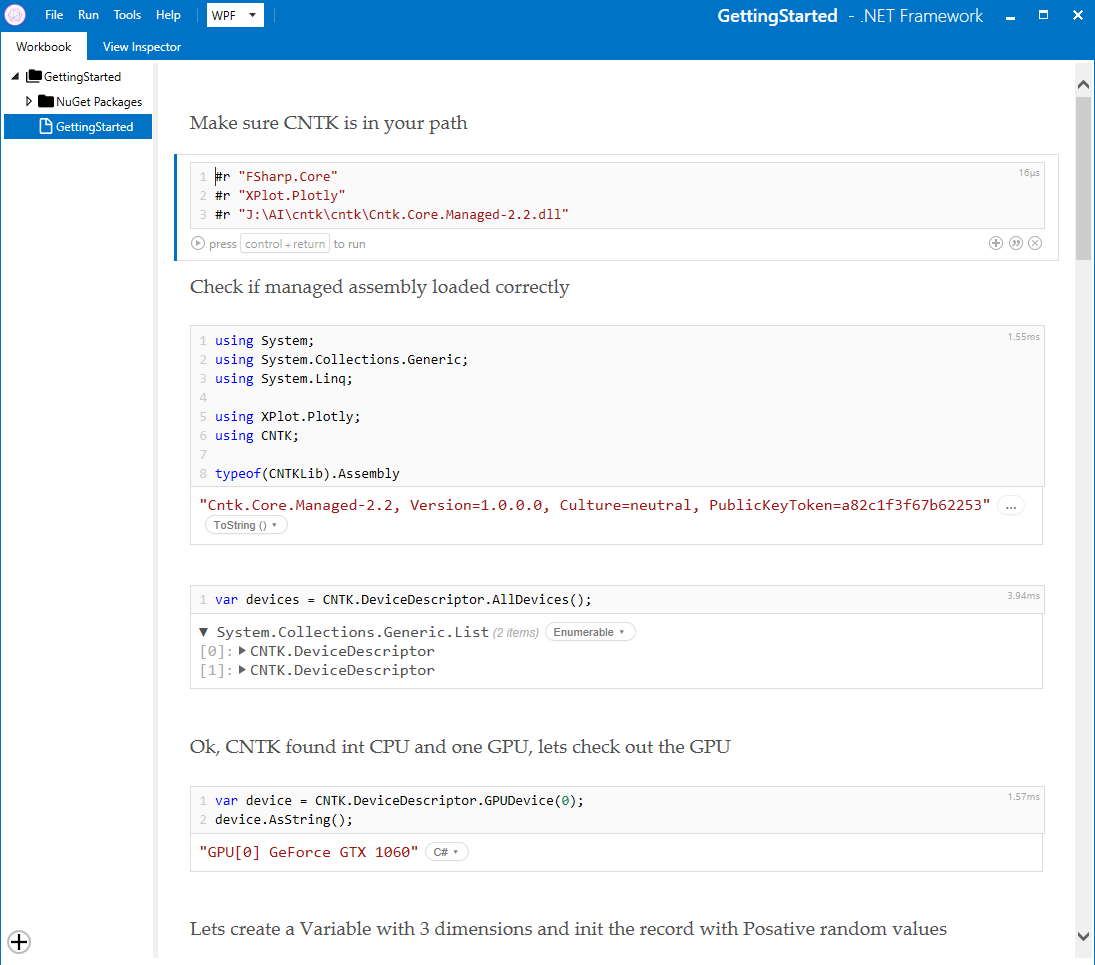 File Run Tools Help WPF GettingStarted - .NET Framework
Workbook View Inspector
GettingStarted
NuGet Packages
GettingStarted
Make sure CNTK is in your path
1 #r "FSharp.Core" 16µs
2 #r "XPlot.Plotly"
3 #r "J:\AI\cntk\cntk\Cntk.Core.Managed-2.2.dll"
press control + return to run
Check if managed assembly loaded correctly
1 using System; 1.55ms
2 using System.Collections.Generic;
3 using System.Linq;
4
5 using XPlot.Plotly;
6 using CNTK;
7
8 typeof(CNTKLib).Assembly
"Cntk.Core.Managed-2.2, Version=1.0.0.0, Culture=neutral, PublicKeyToken=a82c1f3f67b62253" ...
ToString ()
1 var devices = CNTK.DeviceDescriptor.AllDevices(); 3.94ms
System.Collections.Generic.List (2 items) Enumerable
[0]: CNTK.DeviceDescriptor
[1]: CNTK.DeviceDescriptor
Ok, CNTK found int CPU and one GPU, lets check out the GPU
1 var device = CNTK.DeviceDescriptor.GPUDevice(0); 1.57ms
2 device.AsString();
"GPU[0] GeForce GTX 1060" C#
Lets create a Variable with 3 dimensions and init the record with Posative random values